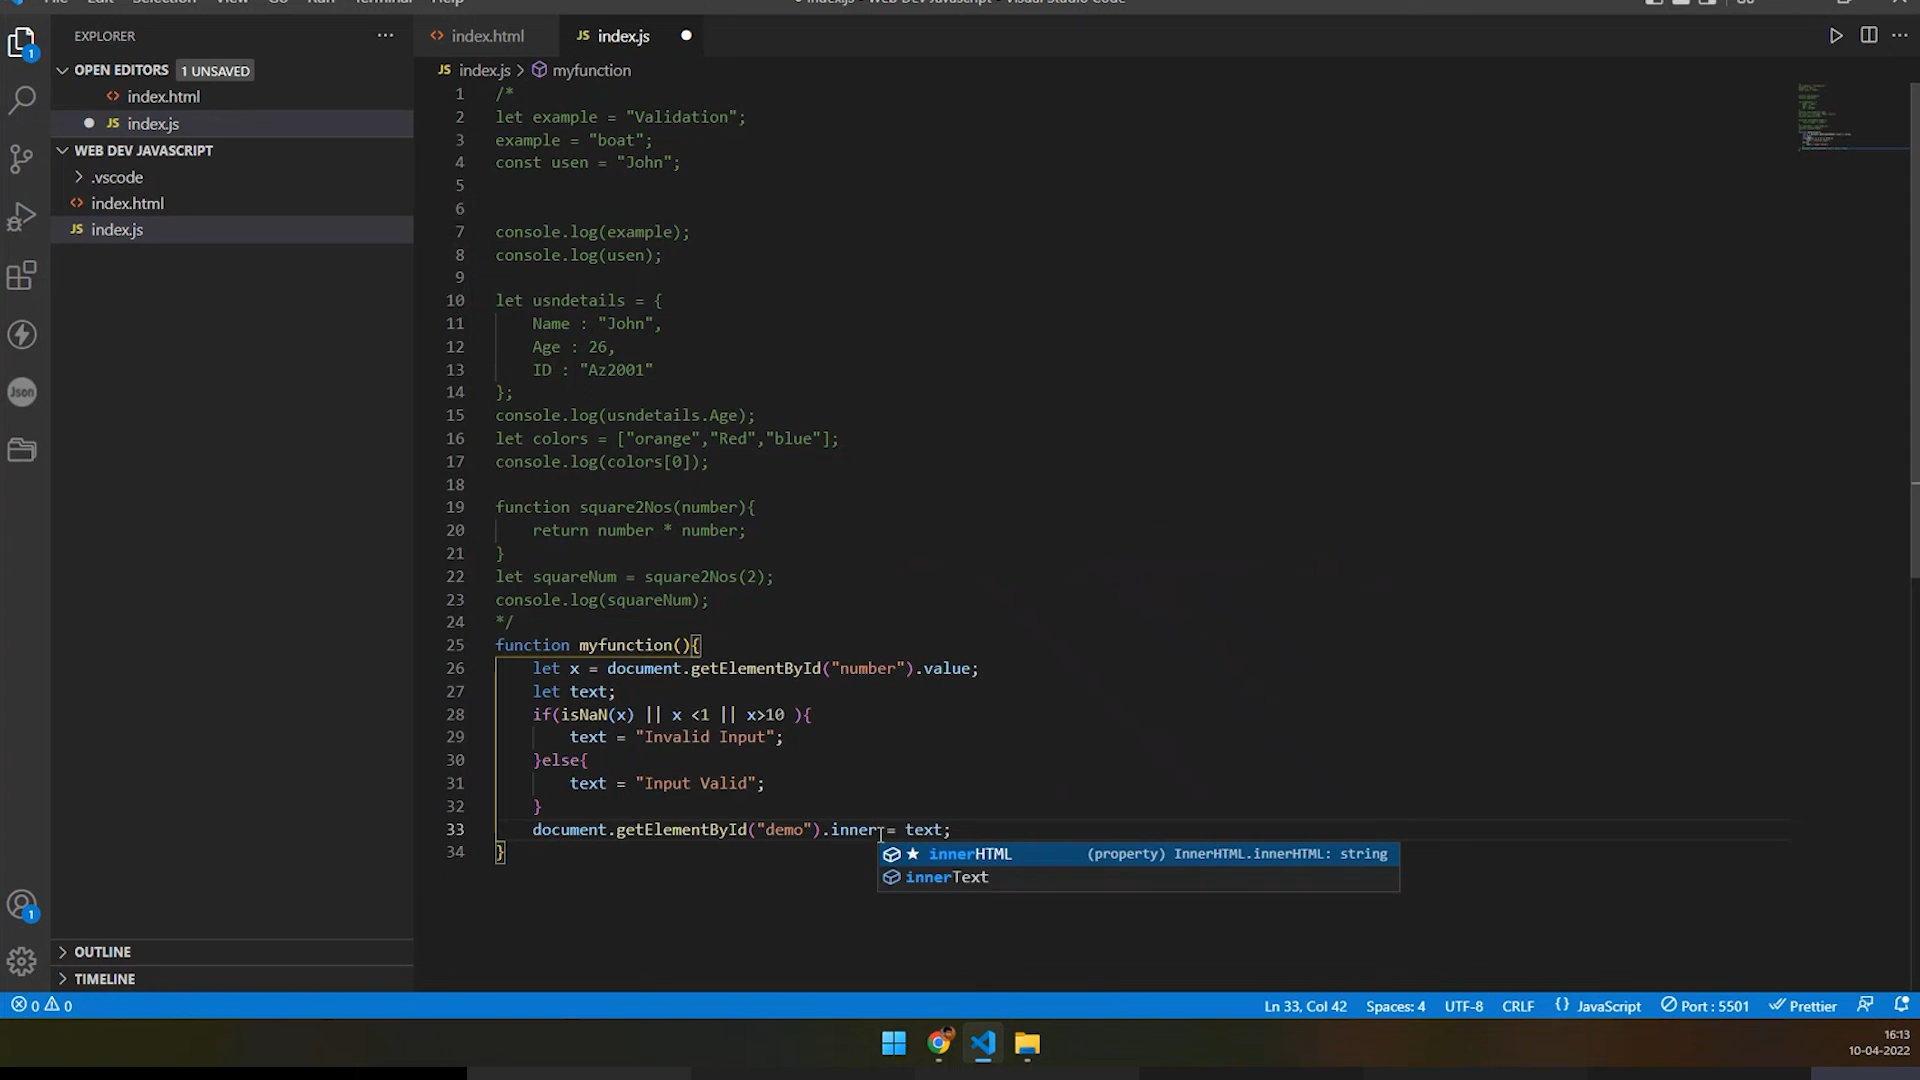 EXPLORER
OPEN EDITORS 1 UNSAVED
index.html
JS index.js
WEB DEV JAVASCRIPT
.vscode
index.html
JS index.js
OUTLINE
TIMELINE
1
Json
1
index.html
JS index.js
JS index.js > myfunction
1 /*
2 let example = "Validation";
3 example = "boat";
4 const usen = "John";
5
6
7 console.log(example);
8 console.log(usen);
9
10 let usndetails = {
11 Name : "John",
12 Age : 26,
13 ID : "Az2001"
14 };
15 console.log(usndetails.Age);
16 let colors = ["orange","Red","blue"];
17 console.log(colors[0]);
18
19 function square2Nos(number){
20 return number * number;
21 }
22 let squareNum = square2Nos(2);
23 console.log(squareNum);
24 */
25 function myfunction(){
26 let x = document.getElementById("number").value;
27 let text;
28 if(isNaN(x) || x <1 || x>10 ){
29 text = "Invalid Input";
30 }else{
31 text = "Input Valid";
32 }
33 document.getElementById("demo").inner= text;
34 }
innerHTML (property) InnerHTML.innerHTML: string
innerText
0 0
Ln 33, Col 42 Spaces: 4 UTF-8 CRLF {} JavaScript Port : 5501 Prettier
16:13
10-04-2022